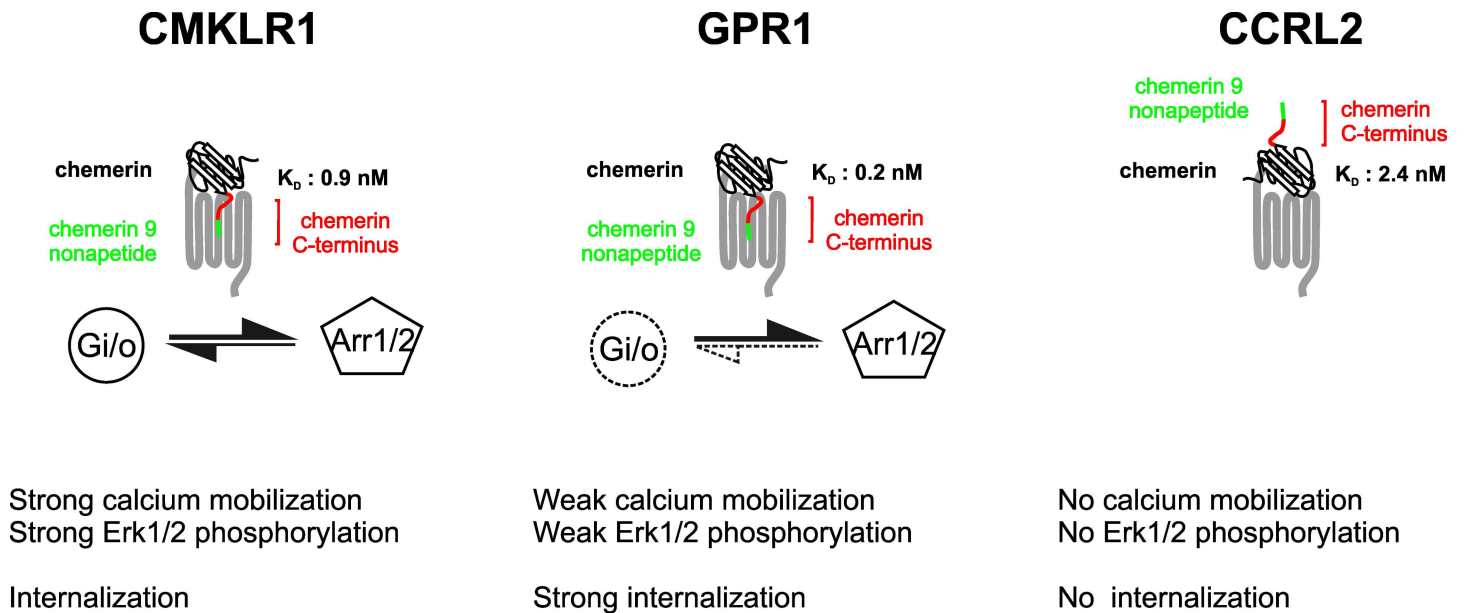 CMKLR1
chemerin
K_D : 0.9 nM
chemerin 9
nonapetide
chemerin
C-terminus
Gi/o
Arr1/2
Strong calcium mobilization
Strong Erk1/2 phosphorylation
Internalization
GPR1
chemerin
K_D : 0.2 nM
chemerin 9
nonapeptide
chemerin
C-terminus
Gi/o
Arr1/2
Weak calcium mobilization
Weak Erk1/2 phosphorylation
Strong internalization
CCRL2
chemerin 9
nonapeptide
chemerin
C-terminus
chemerin
K_D : 2.4 nM
No calcium mobilization
No Erk1/2 phosphorylation
No internalization